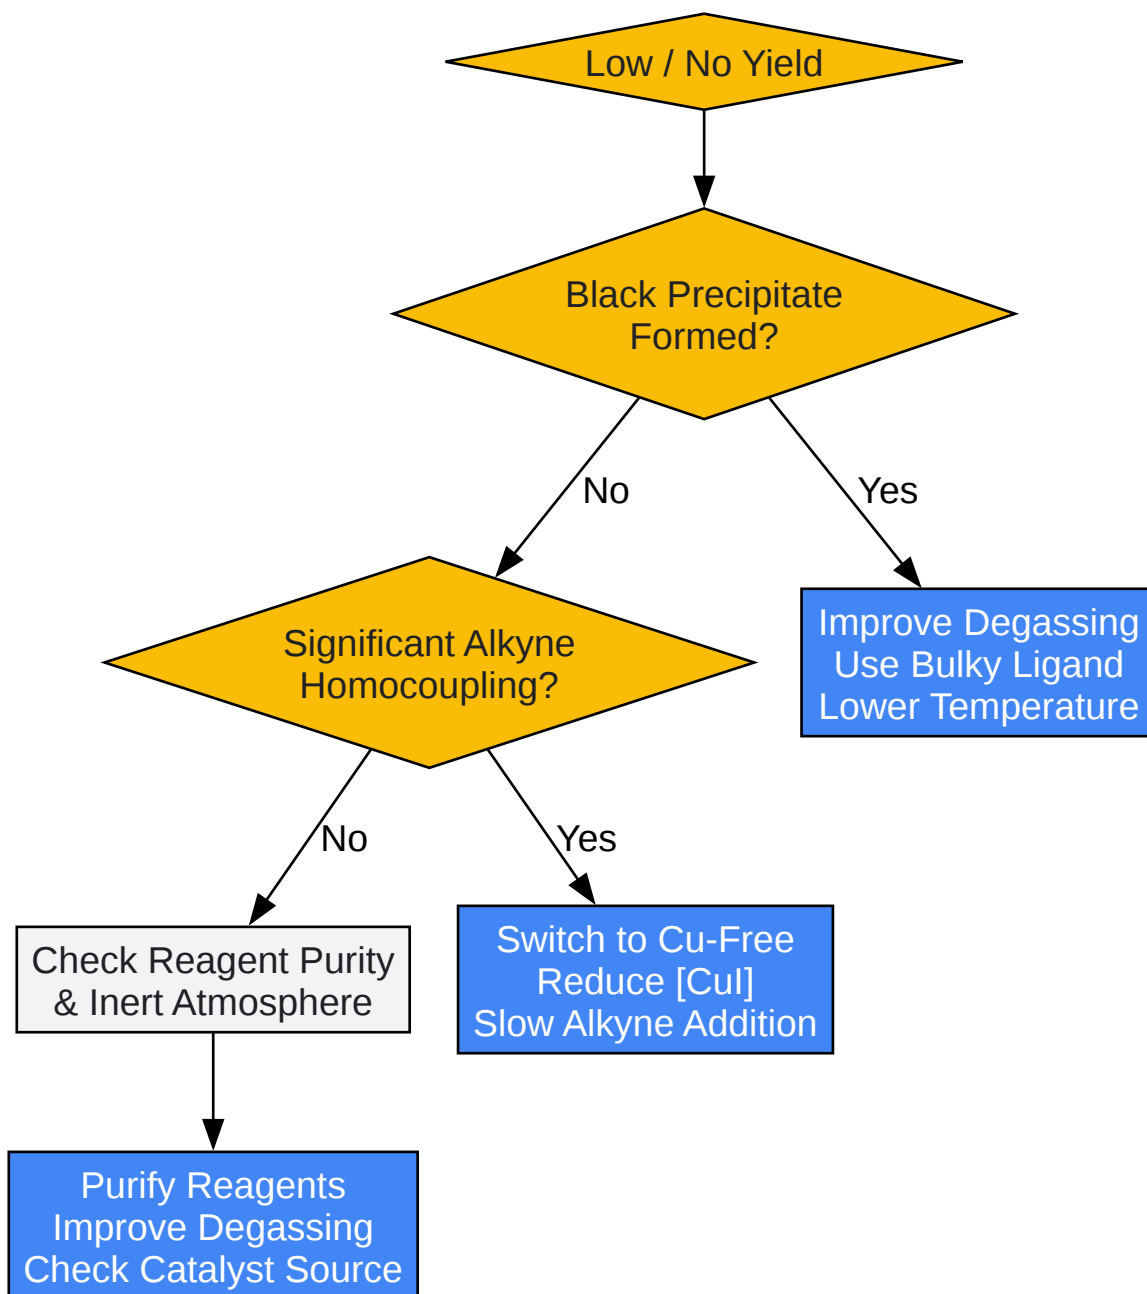 Low / No Yield
Black Precipitate
Formed?
No
Yes
Significant Alkyne
Homocoupling?
Improve Degassing
Use Bulky Ligand
Lower Temperature
No
Yes
Check Reagent Purity
& Inert Atmosphere
Switch to Cu-Free
Reduce [CuI]
Slow Alkyne Addition
Purify Reagents
Improve Degassing
Check Catalyst Source